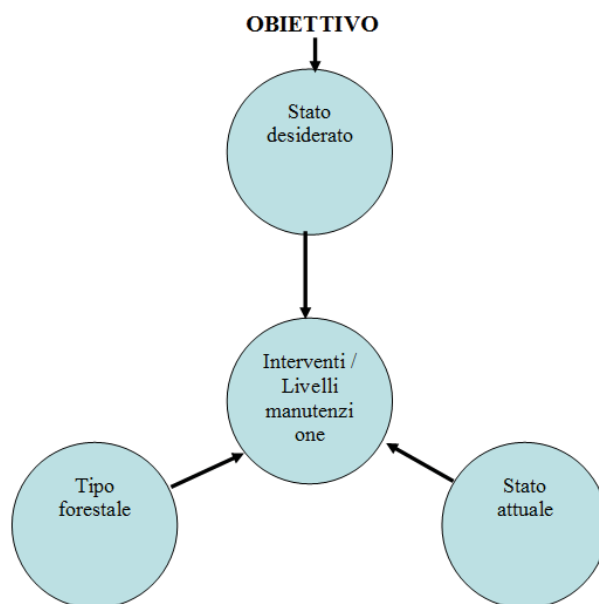 OBIETTIVO
Stato
desiderato
Interventi /
Livelli
manutenzi
one
Tipo
forestale
Stato
attuale